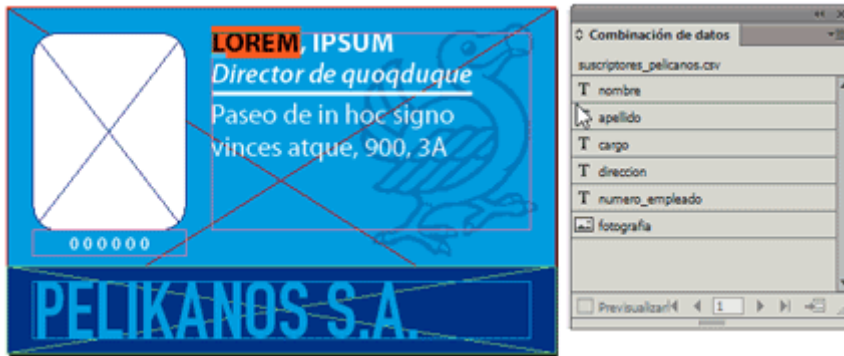 LOREM, IPSUM
Director de quoqduque
Paseo de in hoc signo
vinces atque, 900, 3A
000000
PELIKANOS S.A.
Combinación de datos
suscriptores_pelicanos.csv
T nombre
apellido
T cargo
T direccion
T numero_empleado
fotografia
Previsualizar
1